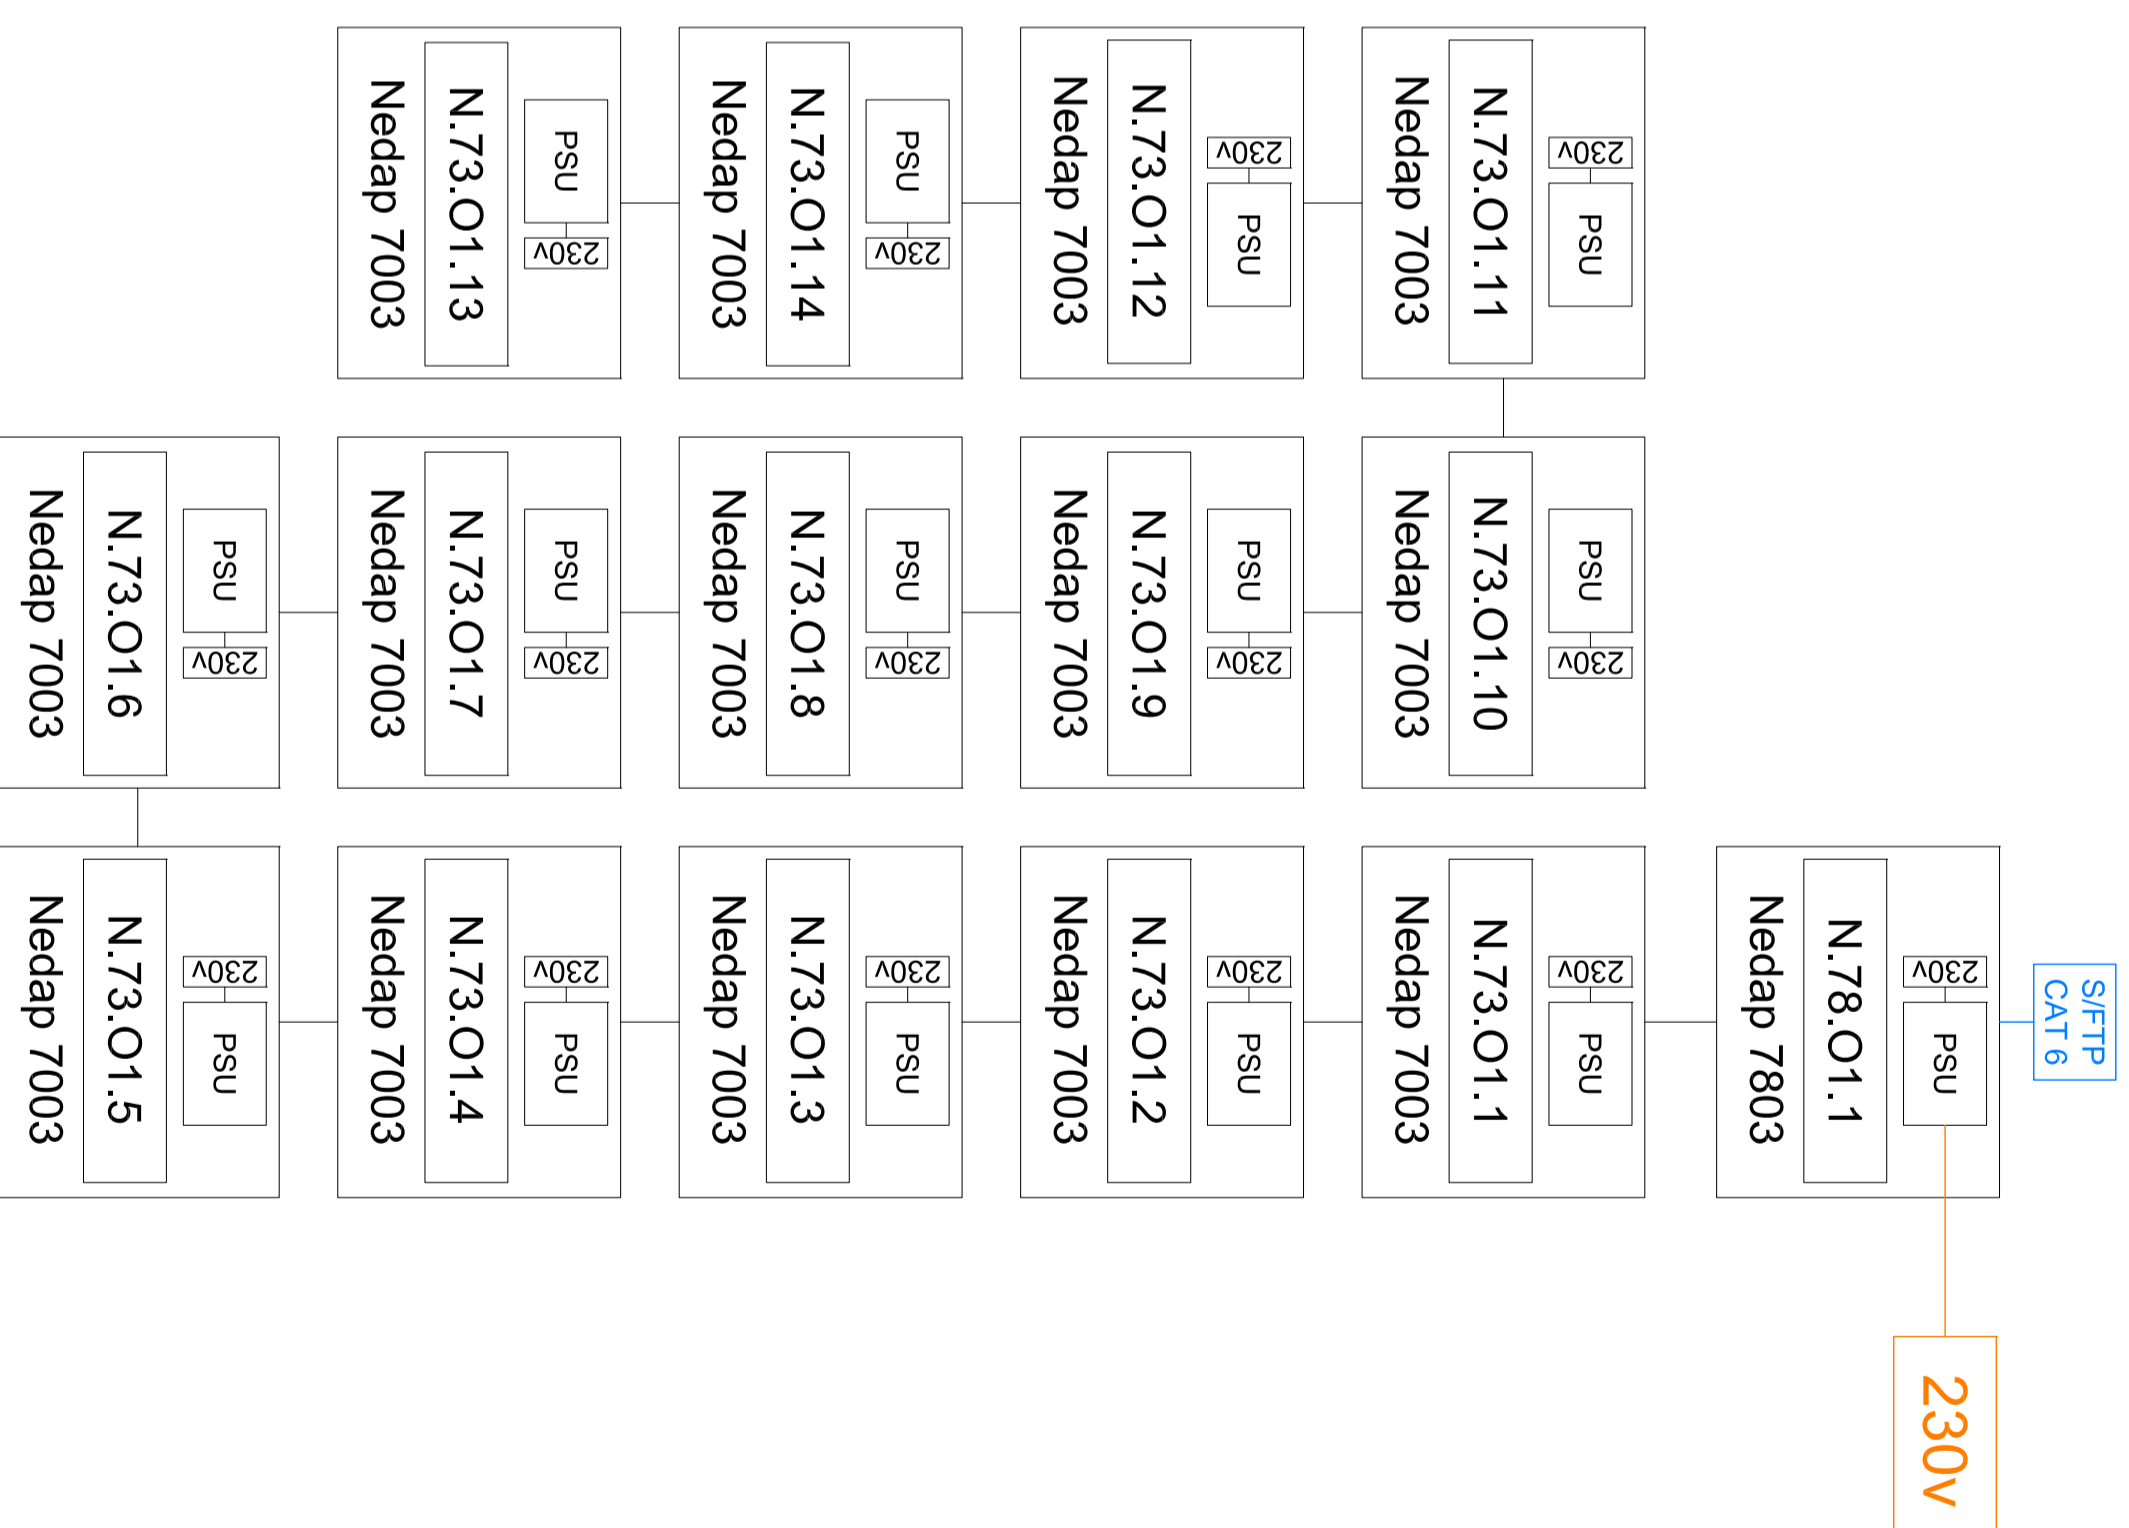 S/FTP
CAT 6
230v
PSU
N.78.O1.1
Nedap 7803
230v
230v
PSU
N.73.O1.11
Nedap 7003
PSU
230v
N.73.O1.10
Nedap 7003
230v
PSU
N.73.O1.1
Nedap 7003
230v
PSU
N.73.O1.12
Nedap 7003
PSU
230v
N.73.O1.9
Nedap 7003
230v
PSU
N.73.O1.2
Nedap 7003
PSU
230v
N.73.O1.14
Nedap 7003
PSU
230v
N.73.O1.8
Nedap 7003
230v
PSU
N.73.O1.3
Nedap 7003
PSU
230v
N.73.O1.13
Nedap 7003
PSU
230v
N.73.O1.7
Nedap 7003
230v
PSU
N.73.O1.4
Nedap 7003
PSU
230v
N.73.O1.6
Nedap 7003
230v
PSU
N.73.O1.5
Nedap 7003